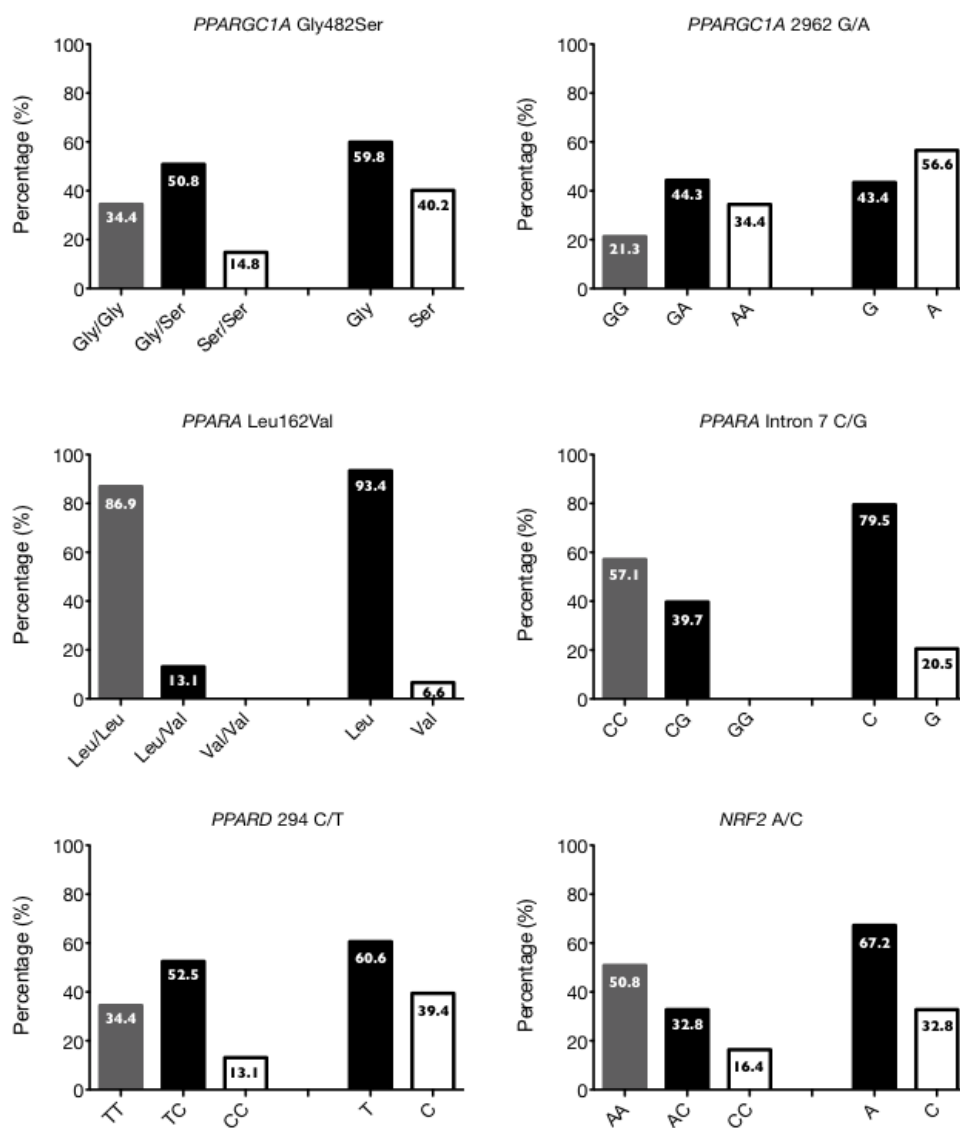 PPARGC1A Gly482Ser
Percentage (%)
100
80
60
40
20
0
34.4
50.8
14.8
59.8
40.2
Gly/Gly
Gly/Ser
Ser/Ser
Gly
Ser
PPARGC1A 2962 G/A
Percentage (%)
100
80
60
40
20
0
21.3
44.3
34.4
43.4
56.6
GG
GA
AA
G
A
PPARA Leu162Val
Percentage (%)
100
80
60
40
20
0
86.9
13.1
93.4
6.6
Leu/Leu
Leu/Val
Val/Val
Leu
Val
PPARA Intron 7 C/G
Percentage (%)
100
80
60
40
20
0
57.1
39.7
79.5
20.5
CC
CG
GG
C
G
PPARD 294 C/T
Percentage (%)
100
80
60
40
20
0
34.4
52.5
13.1
60.6
39.4
TT
TC
CC
T
C
NRF2 A/C
Percentage (%)
100
80
60
40
20
0
50.8
32.8
16.4
67.2
32.8
AA
AC
CC
A
C